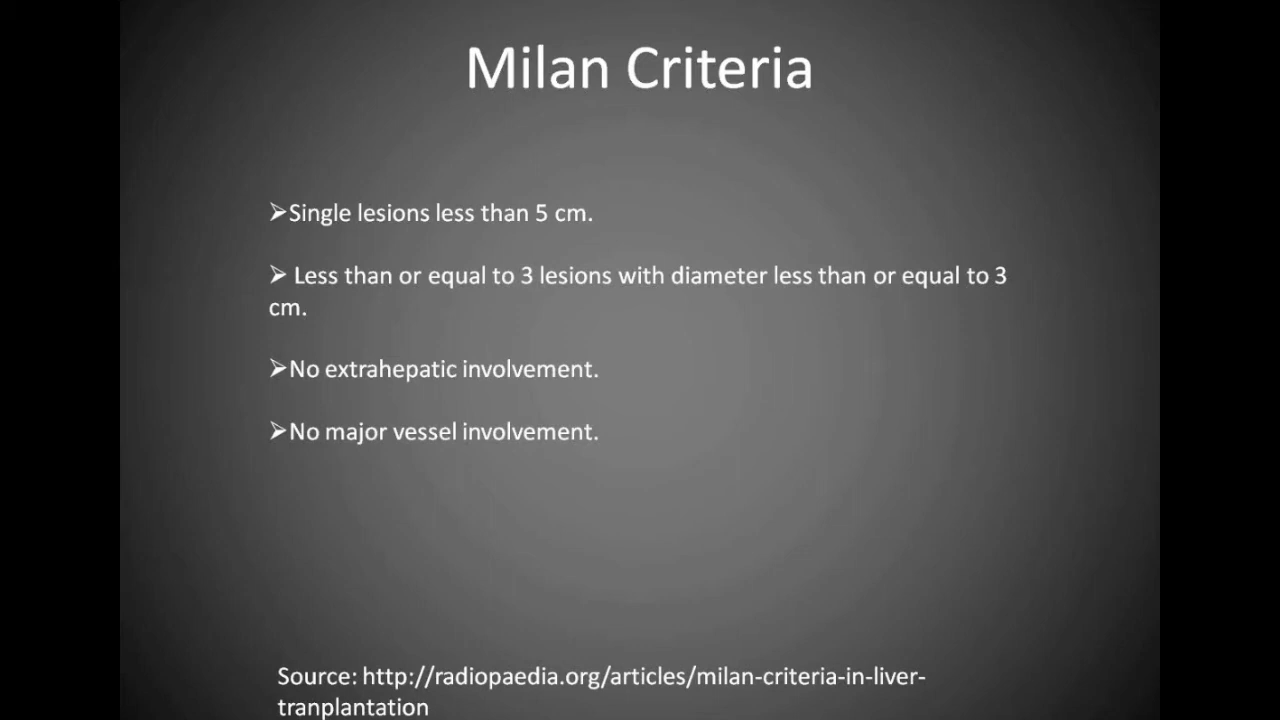 Milan Criteria
➢Single lesions less than 5 cm.
➢ Less than or equal to 3 lesions with diameter less than or equal to 3
cm.
➢No extrahepatic involvement.
➢No major vessel involvement.
Source: http://radiopaedia.org/articles/milan-criteria-in-liver-
tranplantation